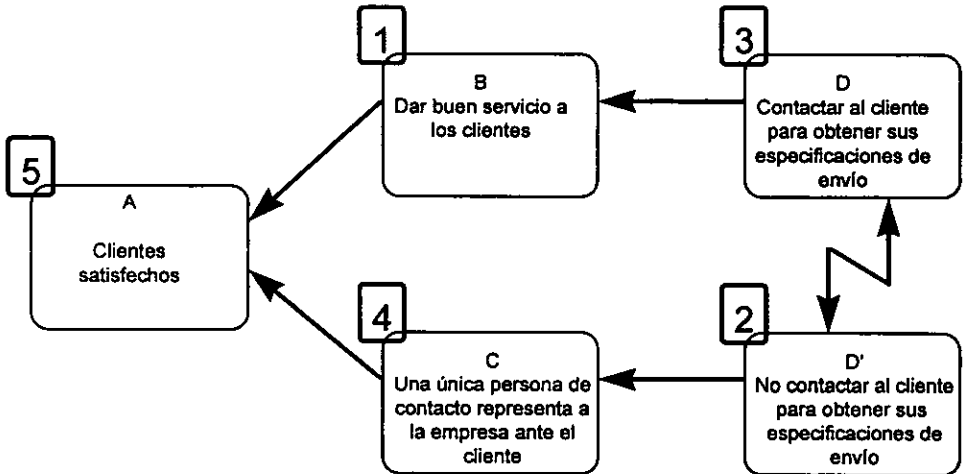 1
B
Dar buen servicio a
los clientes
3
D
Contactar al cliente
para obtener sus
especificaciones de
envío
5
A
Clientes
satisfechos
4
C
Una única persona de
contacto representa a
la empresa ante el
cliente
2
D'
No contactar al cliente
para obtener sus
especificaciones de
envío